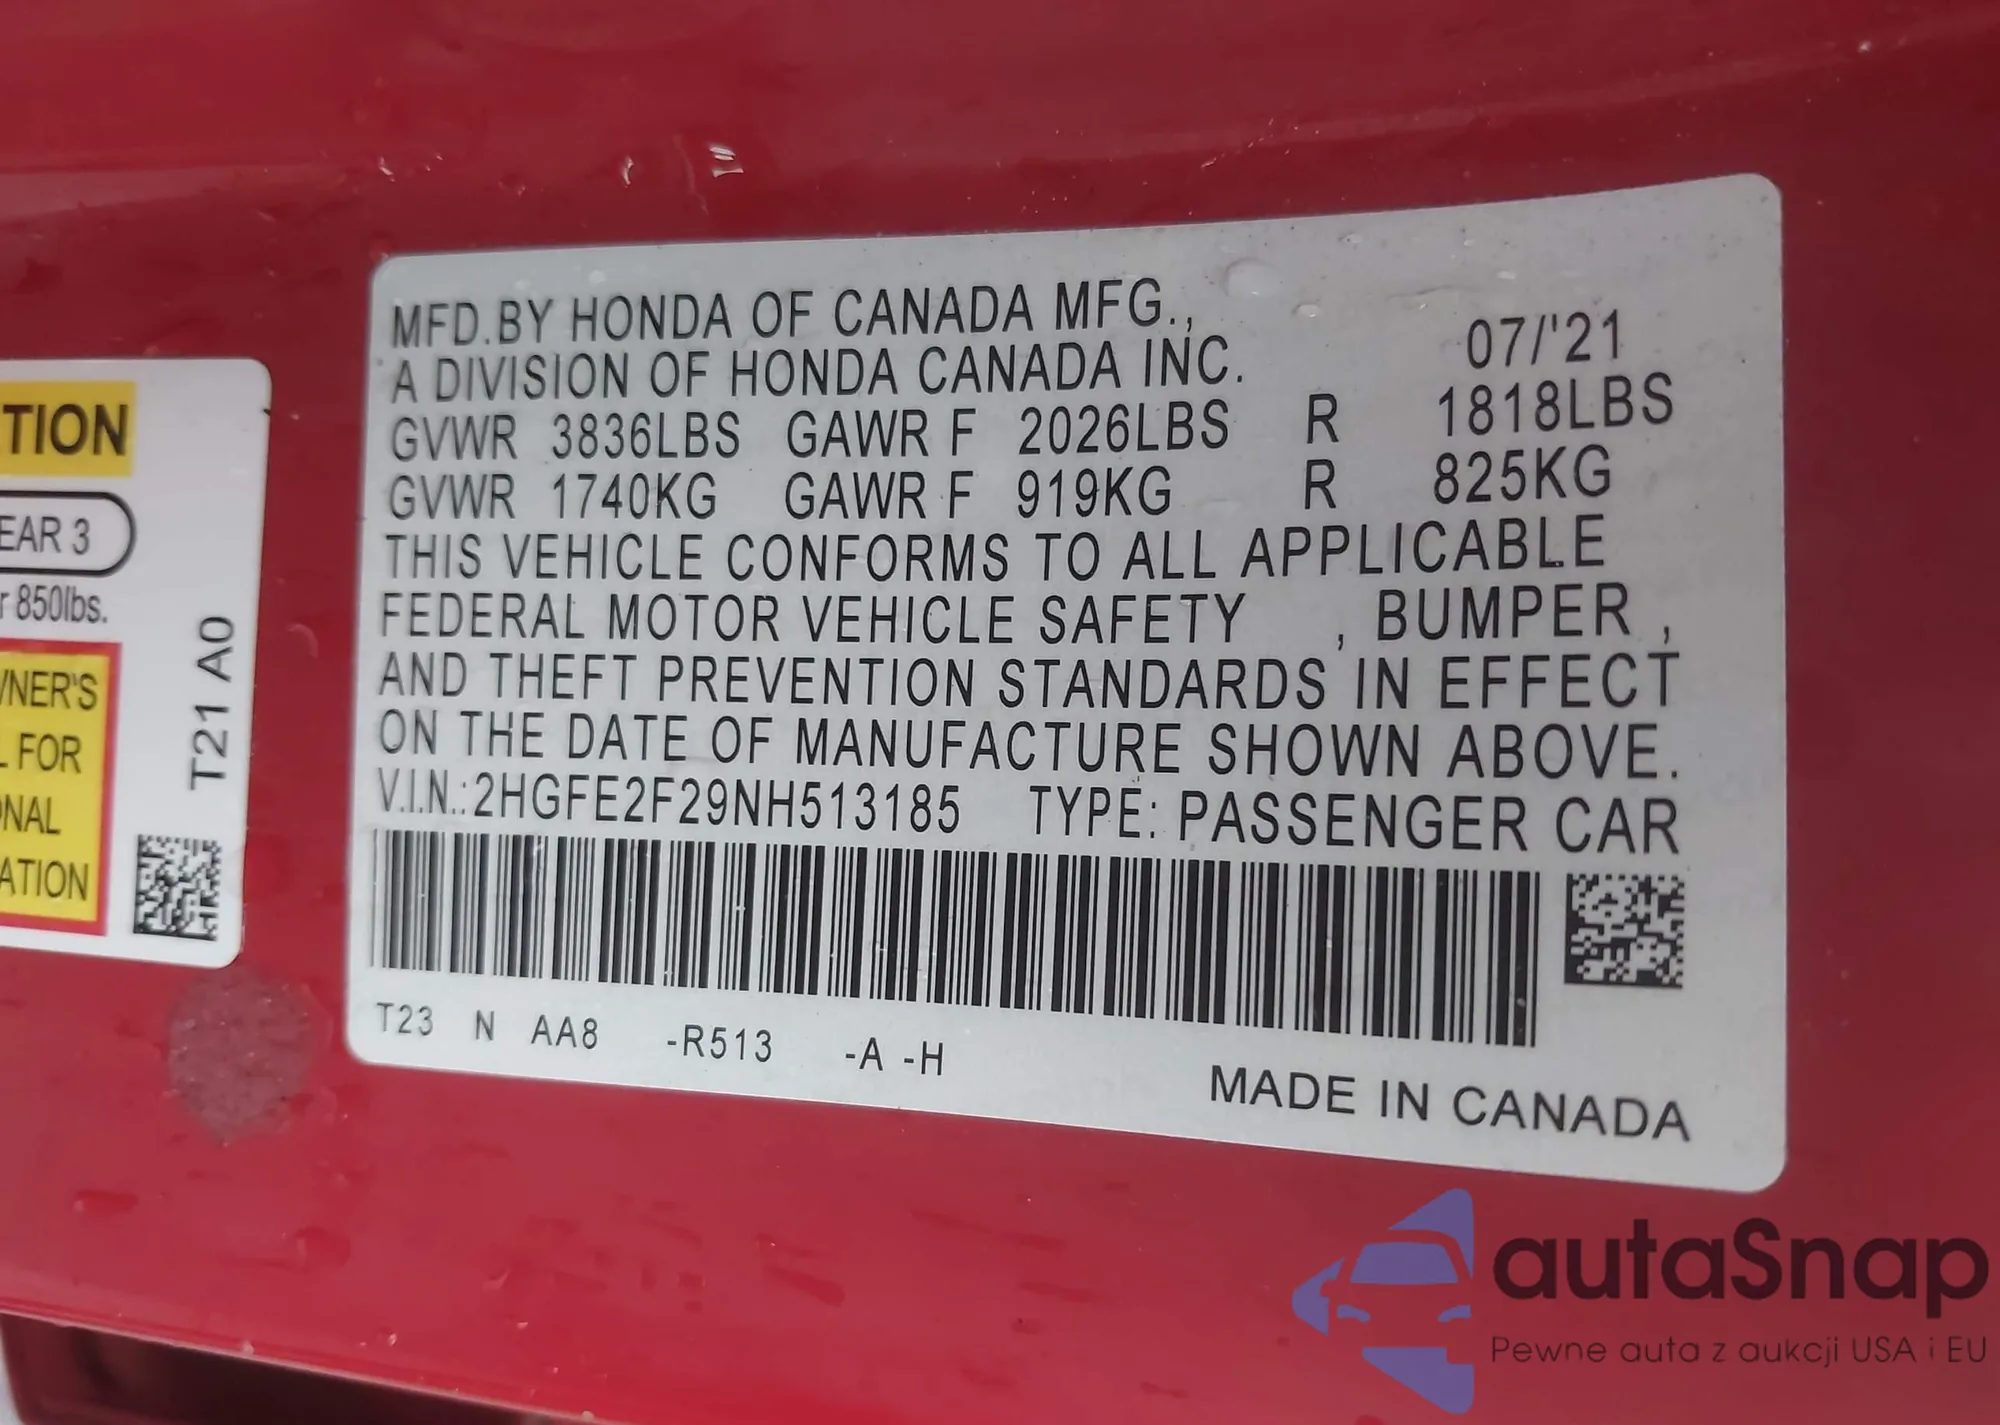 MFD.BY HONDA OF CANADA MFG.,
A DIVISION OF HONDA CANADA INC. 07/'21
GVWR 3836LBS GAWR F 2026LBS R 1818LBS
GVWR 1740KG GAWR F 919KG R 825KG
THIS VEHICLE CONFORMS TO ALL APPLICABLE
FEDERAL MOTOR VEHICLE SAFETY , BUMPER ,
AND THEFT PREVENTION STANDARDS IN EFFECT
ON THE DATE OF MANUFACTURE SHOWN ABOVE.
V.I.N.:2HGFE2F29NH513185 TYPE: PASSENGER CAR
T23 N AA8 -R513 -A -H
MADE IN CANADA
TION
EAR 3
r 850lbs.
WNER'S
L FOR
ONAL
ATION
T21 A0
autaSnap
Pewne auta z aukcji USA i EU